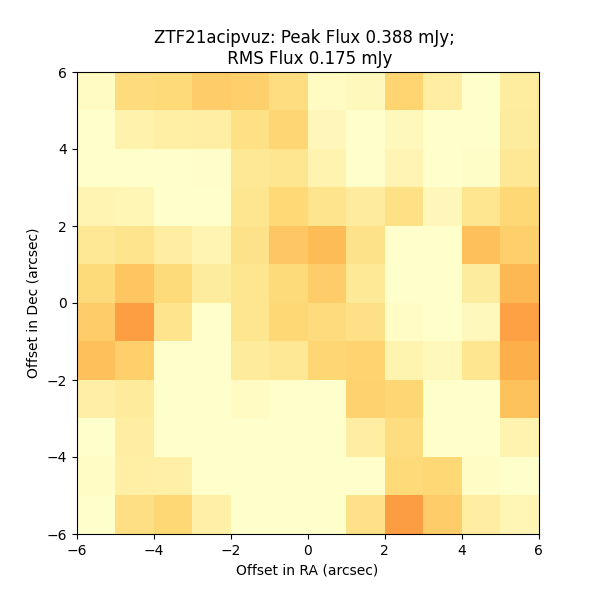 ZTF21acipvuz: Peak Flux 0.388 mJy;
RMS Flux 0.175 mJy
6
4
2
0
−2
−4
−6
Offset in Dec (arcsec)
−6 −4 −2 0 2 4 6
Offset in RA (arcsec)